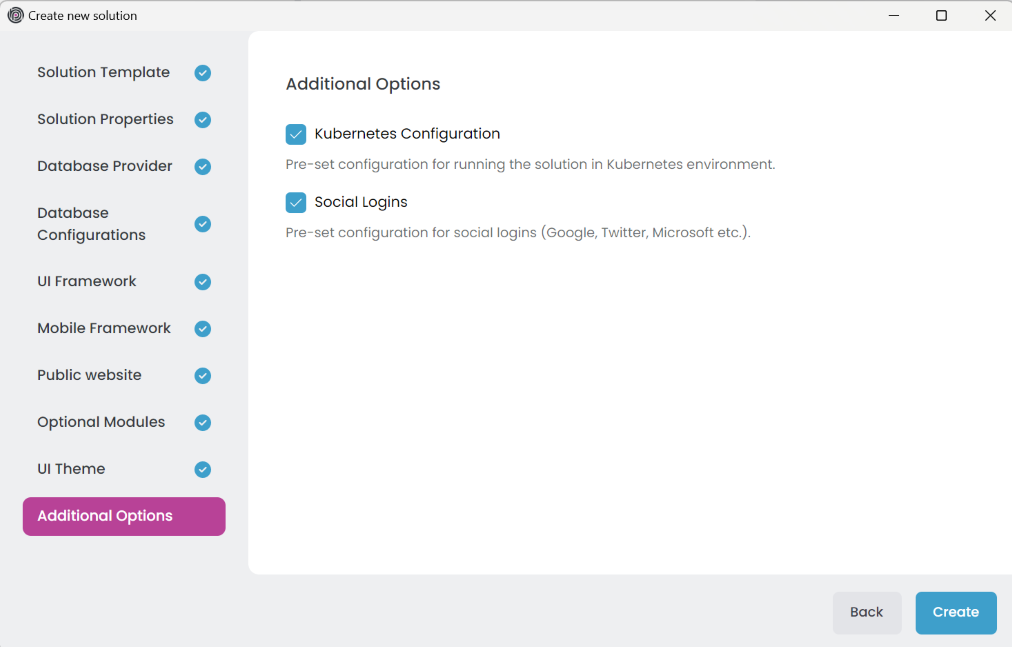 Create new solution
Solution Template
Solution Properties
Database Provider
Database
Configurations
UI Framework
Mobile Framework
Public website
Optional Modules
UI Theme
Additional Options
Additional Options
Kubernetes Configuration
Pre-set configuration for running the solution in Kubernetes environment.
Social Logins
Pre-set configuration for social logins (Google, Twitter, Microsoft etc.).
Back
Create